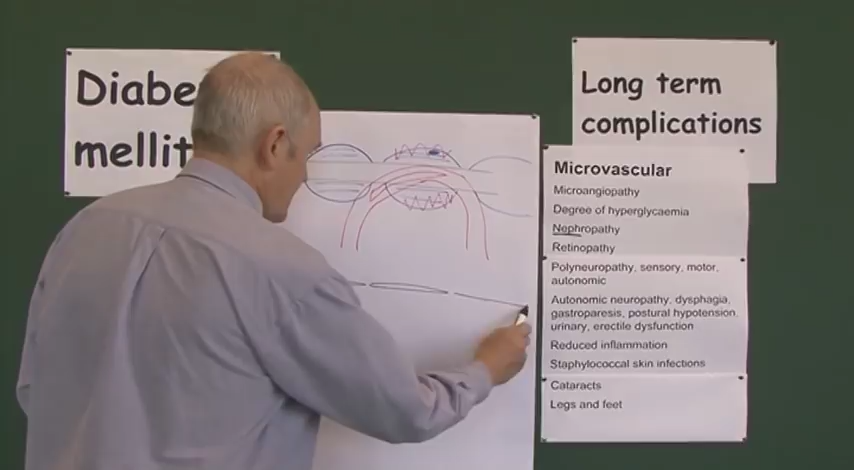 Diabe
mellit
Long term
complications
Microvascular
Microangiopathy
Degree of hyperglycaemia
Nephropathy
Retinopathy
Polyneuropathy, sensory, motor,
autonomic
Autonomic neuropathy, dysphagia,
gastroparesis, postural hypotension,
urinary, erectile dysfunction
Reduced inflammation
Staphylococcal skin infections
Cataracts
Legs and feet